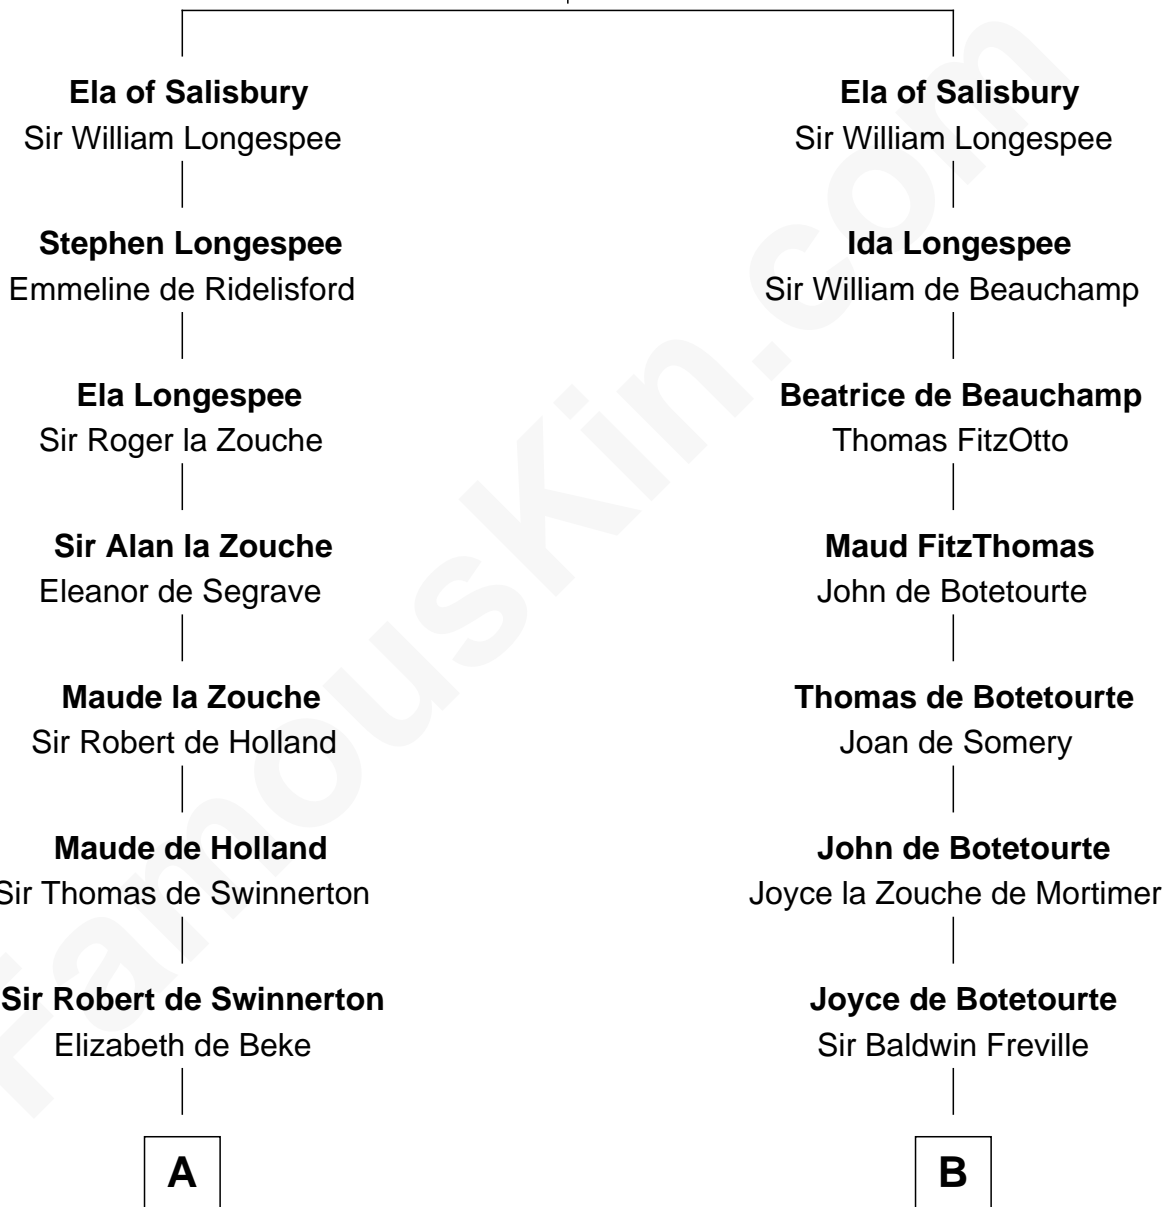 Ela of Salisbury
Sir William Longespee
Stephen Longespee
Emmeline de Ridelisford
Ela Longespee
Sir Roger la Zouche
Sir Alan la Zouche
Eleanor de Segrave
Maude la Zouche
Sir Robert de Holland
Maude de Holland
Sir Thomas de Swinnerton
Sir Robert de Swinnerton
Elizabeth de Beke
A
Ela of Salisbury
Sir William Longespee
Ida Longespee
Sir William de Beauchamp
Beatrice de Beauchamp
Thomas FitzOtto
Maud FitzThomas
John de Botetourte
Thomas de Botetourte
Joan de Somery
John de Botetourte
Joyce la Zouche de Mortimer
Joyce de Botetourte
Sir Baldwin Freville
B
FamousKin.com